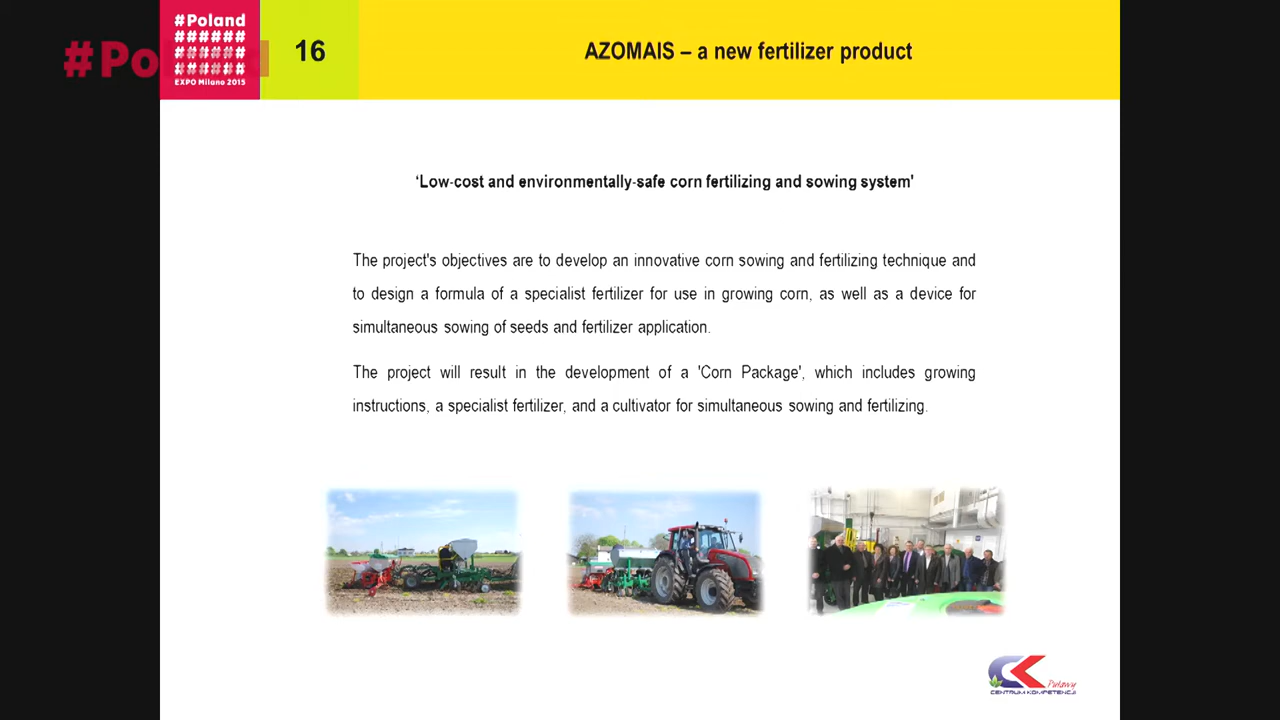 #Pol
#Poland
######
######
######
EXPO Milano 2015
16
AZOMAIS – a new fertilizer product
‘Low-cost and environmentally-safe corn fertilizing and sowing system'
The project's objectives are to develop an innovative corn sowing and fertilizing technique and
to design a formula of a specialist fertilizer for use in growing corn, as well as a device for
simultaneous sowing of seeds and fertilizer application.
The project will result in the development of a 'Corn Package', which includes growing
instructions, a specialist fertilizer, and a cultivator for simultaneous sowing and fertilizing.
Puławy
CENTRUM KOMPETENCJI